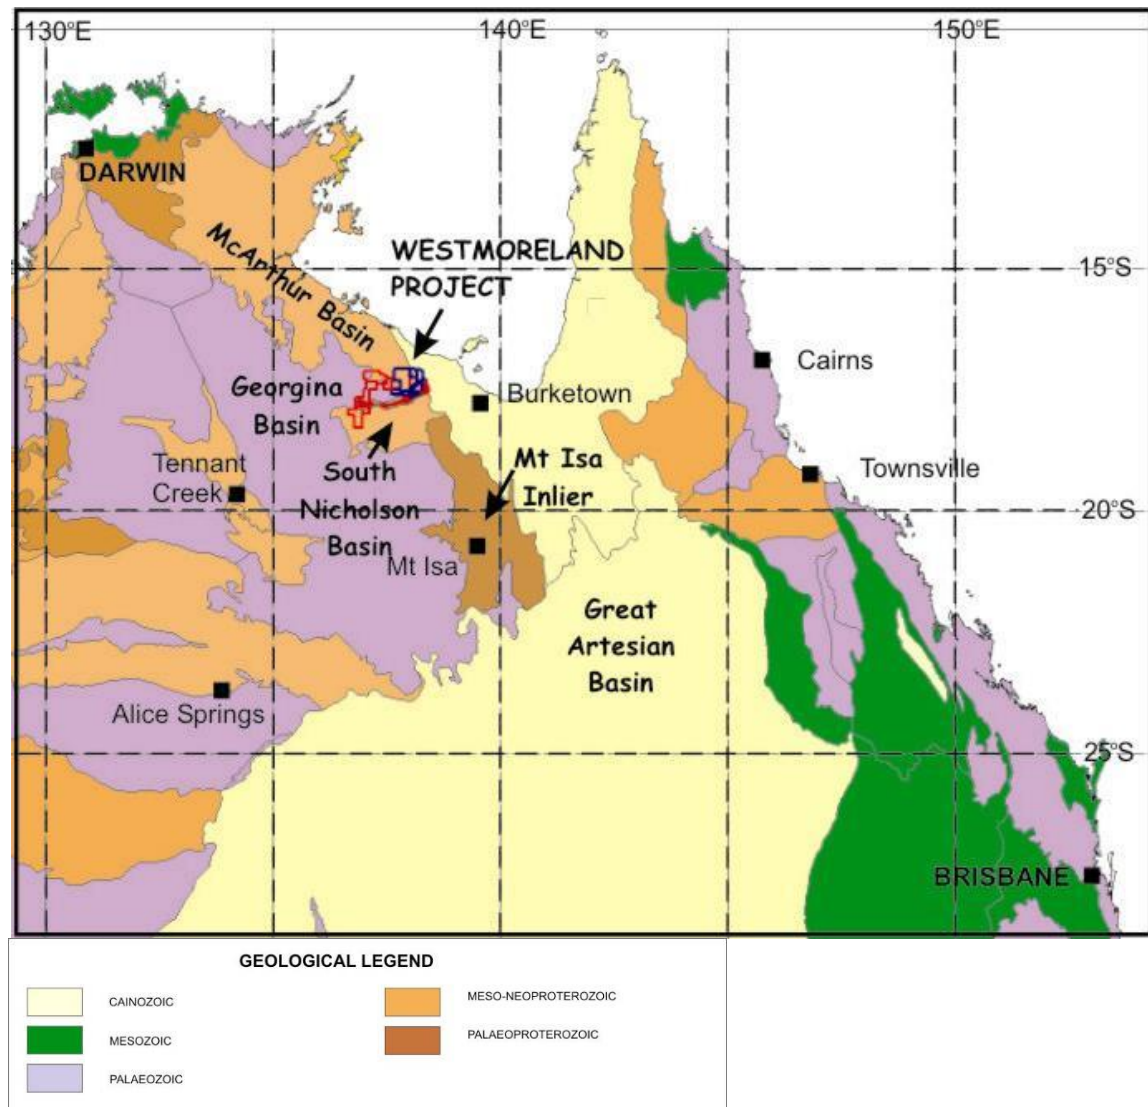 130°E
140°E
150°E
DARWIN
McArthur Basin
WESTMORELAND
PROJECT
15°S
Cairns
Georgina
Basin
Burketown
South
Nicholson
Basin
Mt Isa
Inlier
Tennant
Creek
Townsville
20°S
Mt Isa
Great
Artesian
Basin
Alice Springs
25°S
BRISBANE
GEOLOGICAL LEGEND
CAINOZOIC
MESOZOIC
PALAEOZOIC
MESO-NEOPROTEROZOIC
PALAEOPROTEROZOIC